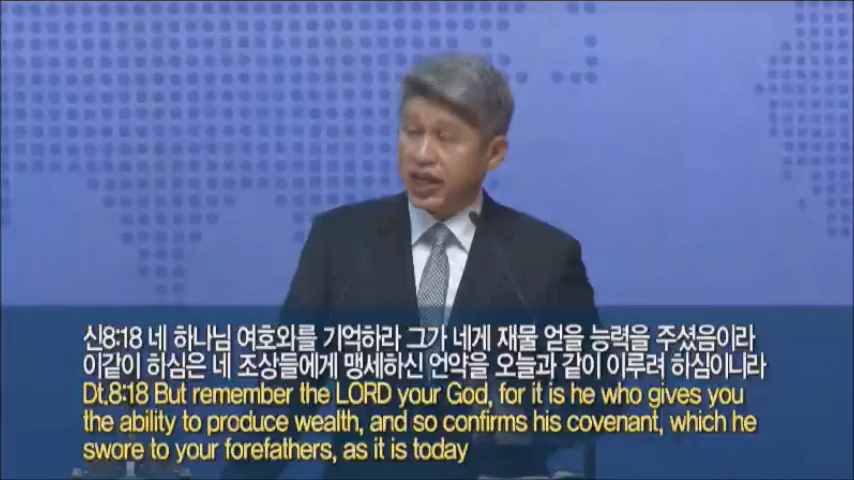 신8:18 네 하나님 여호와를 기억하라 그가 네게 재물 얻을 능력을 주셨음이라
이같이 하심은 네 조상들에게 맹세하신 언약을 오늘과 같이 이루려 하심이니라
Dt.8:18 But remember the LORD your God, for it is he who gives you
the ability to produce wealth, and so confirms his covenant, which he
swore to your forefathers, as it is today